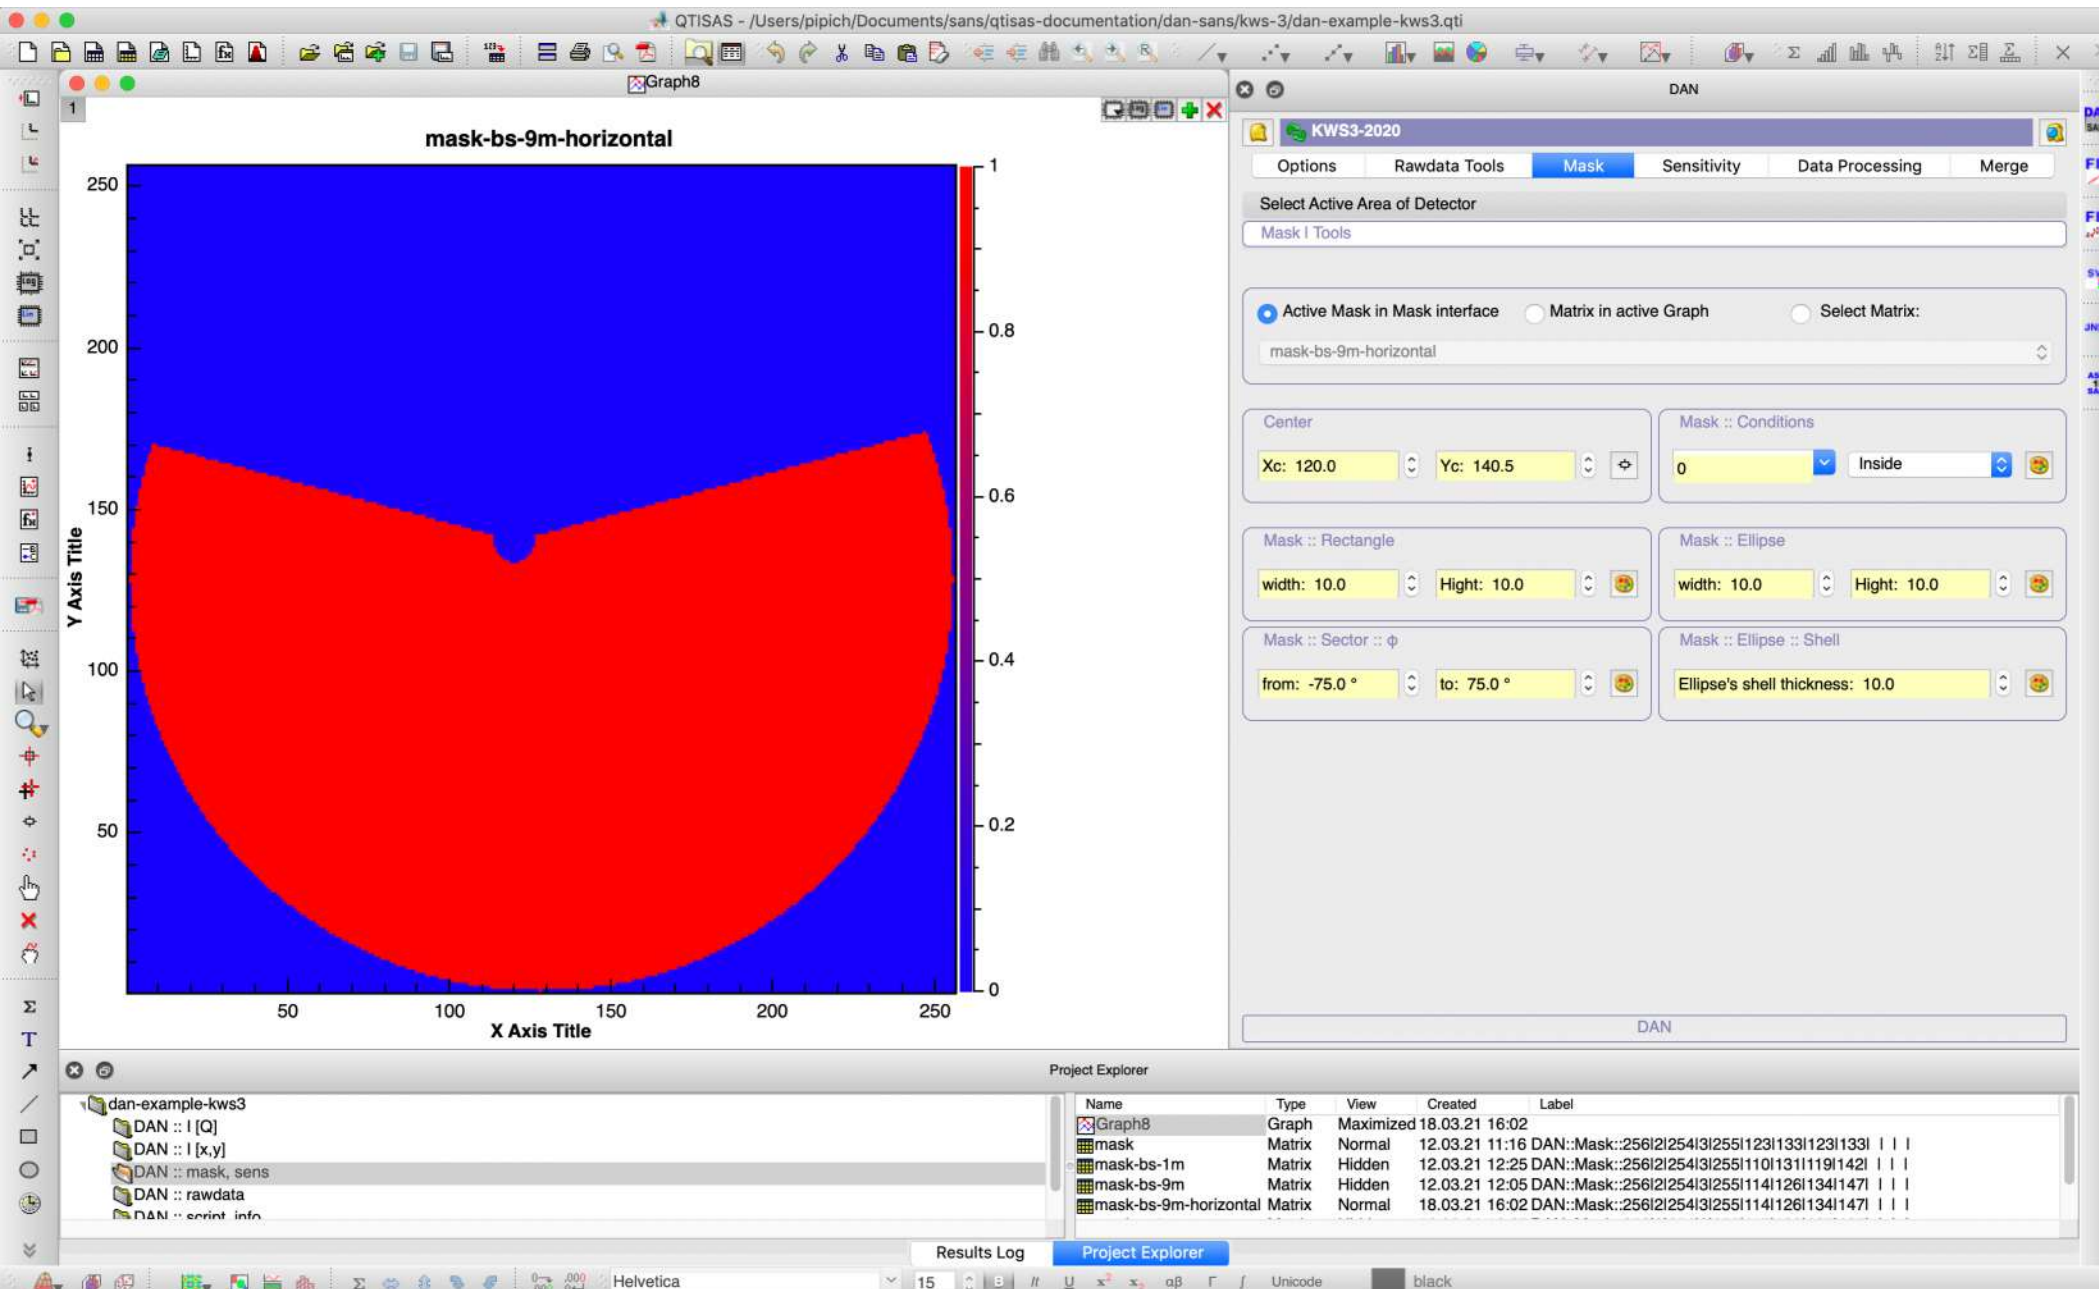 QTISAS - /Users/pipich/Documents/sans/qtisas-documentation/dan-sans/kws-3/dan-example-kws3.qti
Graph8
1
mask-bs-9m-horizontal
250
200
150
100
50
Y Axis Title
50
100
150
200
250
X Axis Title
1
0.8
0.6
0.4
0.2
0
DAN
KWS3-2020
Options
Rawdata Tools
Mask
Sensitivity
Data Processing
Merge
Select Active Area of Detector
Mask | Tools
Active Mask in Mask interface
Matrix in active Graph
Select Matrix:
mask-bs-9m-horizontal
Center
Xc: 120.0
Yc: 140.5
Mask :: Conditions
0
Inside
Mask :: Rectangle
width: 10.0
Hight: 10.0
Mask :: Ellipse
width: 10.0
Hight: 10.0
Mask :: Sector :: φ
from: -75.0 °
to: 75.0 °
Mask :: Ellipse :: Shell
Ellipse's shell thickness: 10.0
DAN
Project Explorer
dan-example-kws3
DAN :: I [Q]
DAN :: I [x,y]
DAN :: mask, sens
DAN :: rawdata
DAN :: script, info
Name Type View Created Label
Graph8 Graph Maximized 18.03.21 16:02
mask Matrix Normal 12.03.21 11:16 DAN::Mask::256|2|254|3|255|123|133|123|133| | | |
mask-bs-1m Matrix Hidden 12.03.21 12:25 DAN::Mask::256|2|254|3|255|110|131|119|142| | | |
mask-bs-9m Matrix Hidden 12.03.21 12:05 DAN::Mask::256|2|254|3|255|114|126|134|147| | | |
mask-bs-9m-horizontal Matrix Normal 18.03.21 16:02 DAN::Mask::256|2|254|3|255|114|126|134|147| | | |
Results Log
Project Explorer
Helvetica
15
Unicode
black